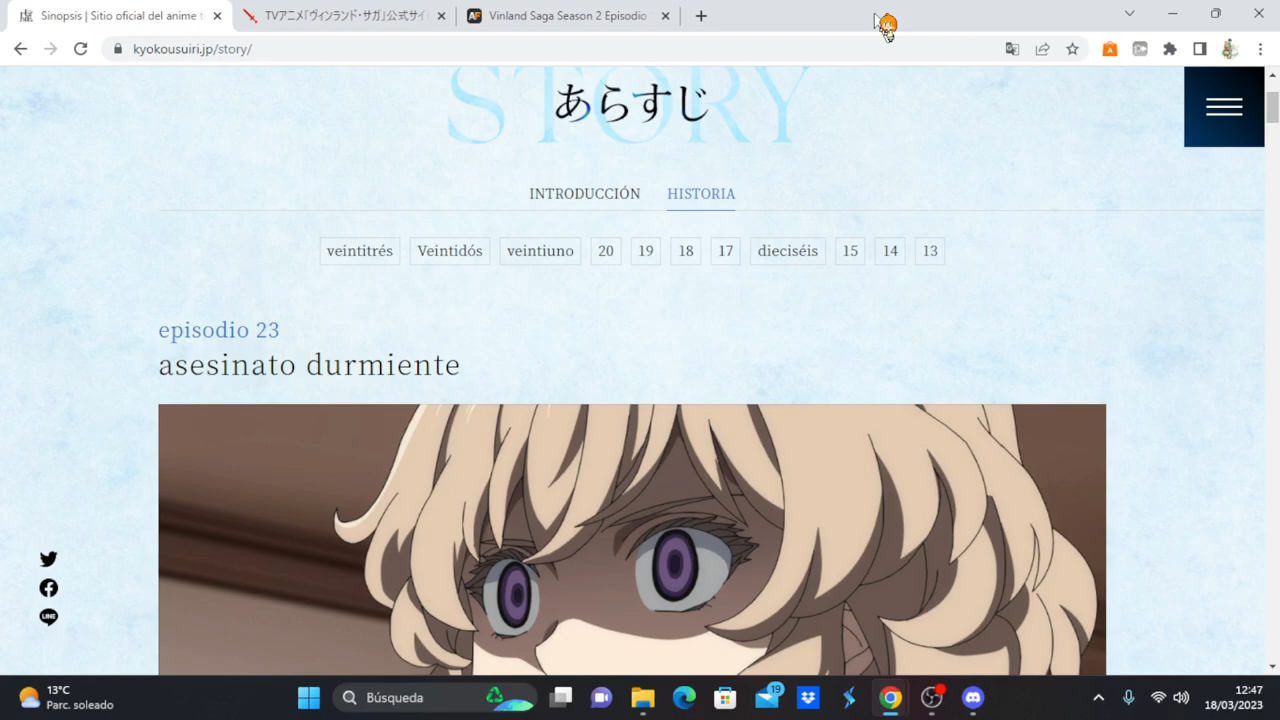 Sinopsis | Sitio oficial del anime t
TVアニメ「ヴィンランド・サガ」公式サイ
AF
Vinland Saga Season 2 Episodio
kyokousuiri.jp/story/
STORY
あらすじ
INTRODUCCIÓN HISTORIA
veintitrés Veintidós veintiuno 20 19 18 17 dieciséis 15 14 13
episodio 23
asesinato durmiente
LINE
13°C
Parc. soleado
Búsqueda
19
12:47
18/03/2023